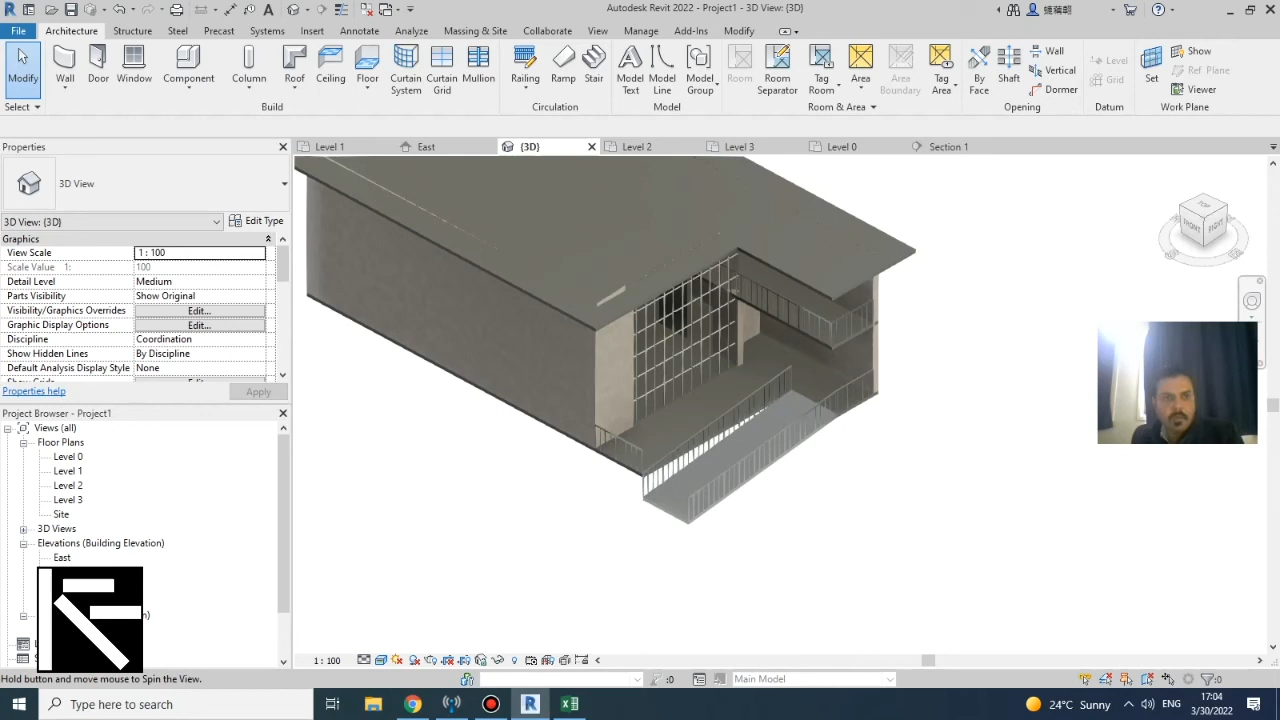 Autodesk Revit 2022 - Project1 - 3D View: {3D}
File Architecture Structure Steel Precast Systems Insert Annotate Analyze Massing & Site Collaborate View Manage Add-Ins Modify
Modify Wall Door Window Component Column Roof Ceiling Floor Curtain System Curtain Grid Mullion Railing Ramp Stair Model Text Model Line Model Group Room Room Separator Tag Room Area Area Boundary Tag Area By Face Shaft Wall Vertical Dormer Level Grid Set Show Ref Plane Viewer
Select Build Circulation Model Room & Area Opening Datum Work Plane
Properties
Level 1 East {3D} Level 2 Level 3 Level 0 Section 1
3D View
3D View: {3D} Edit Type
Graphics
View Scale 1 : 100
Scale Value 1: 100
Detail Level Medium
Parts Visibility Show Original
Visibility/Graphics Overrides Edit...
Graphic Display Options Edit...
Discipline Coordination
Show Hidden Lines By Discipline
Default Analysis Display Style None
Properties help Apply
Project Browser - Project1
Views (all)
Floor Plans
Level 0
Level 1
Level 2
Level 3
Site
3D Views
Elevations (Building Elevation)
East
TOP
FRONT RIGHT
1 : 100
Hold button and move mouse to Spin the View.
:0 Main Model :0
Type here to search
24°C Sunny
ENG
17:04
3/30/2022